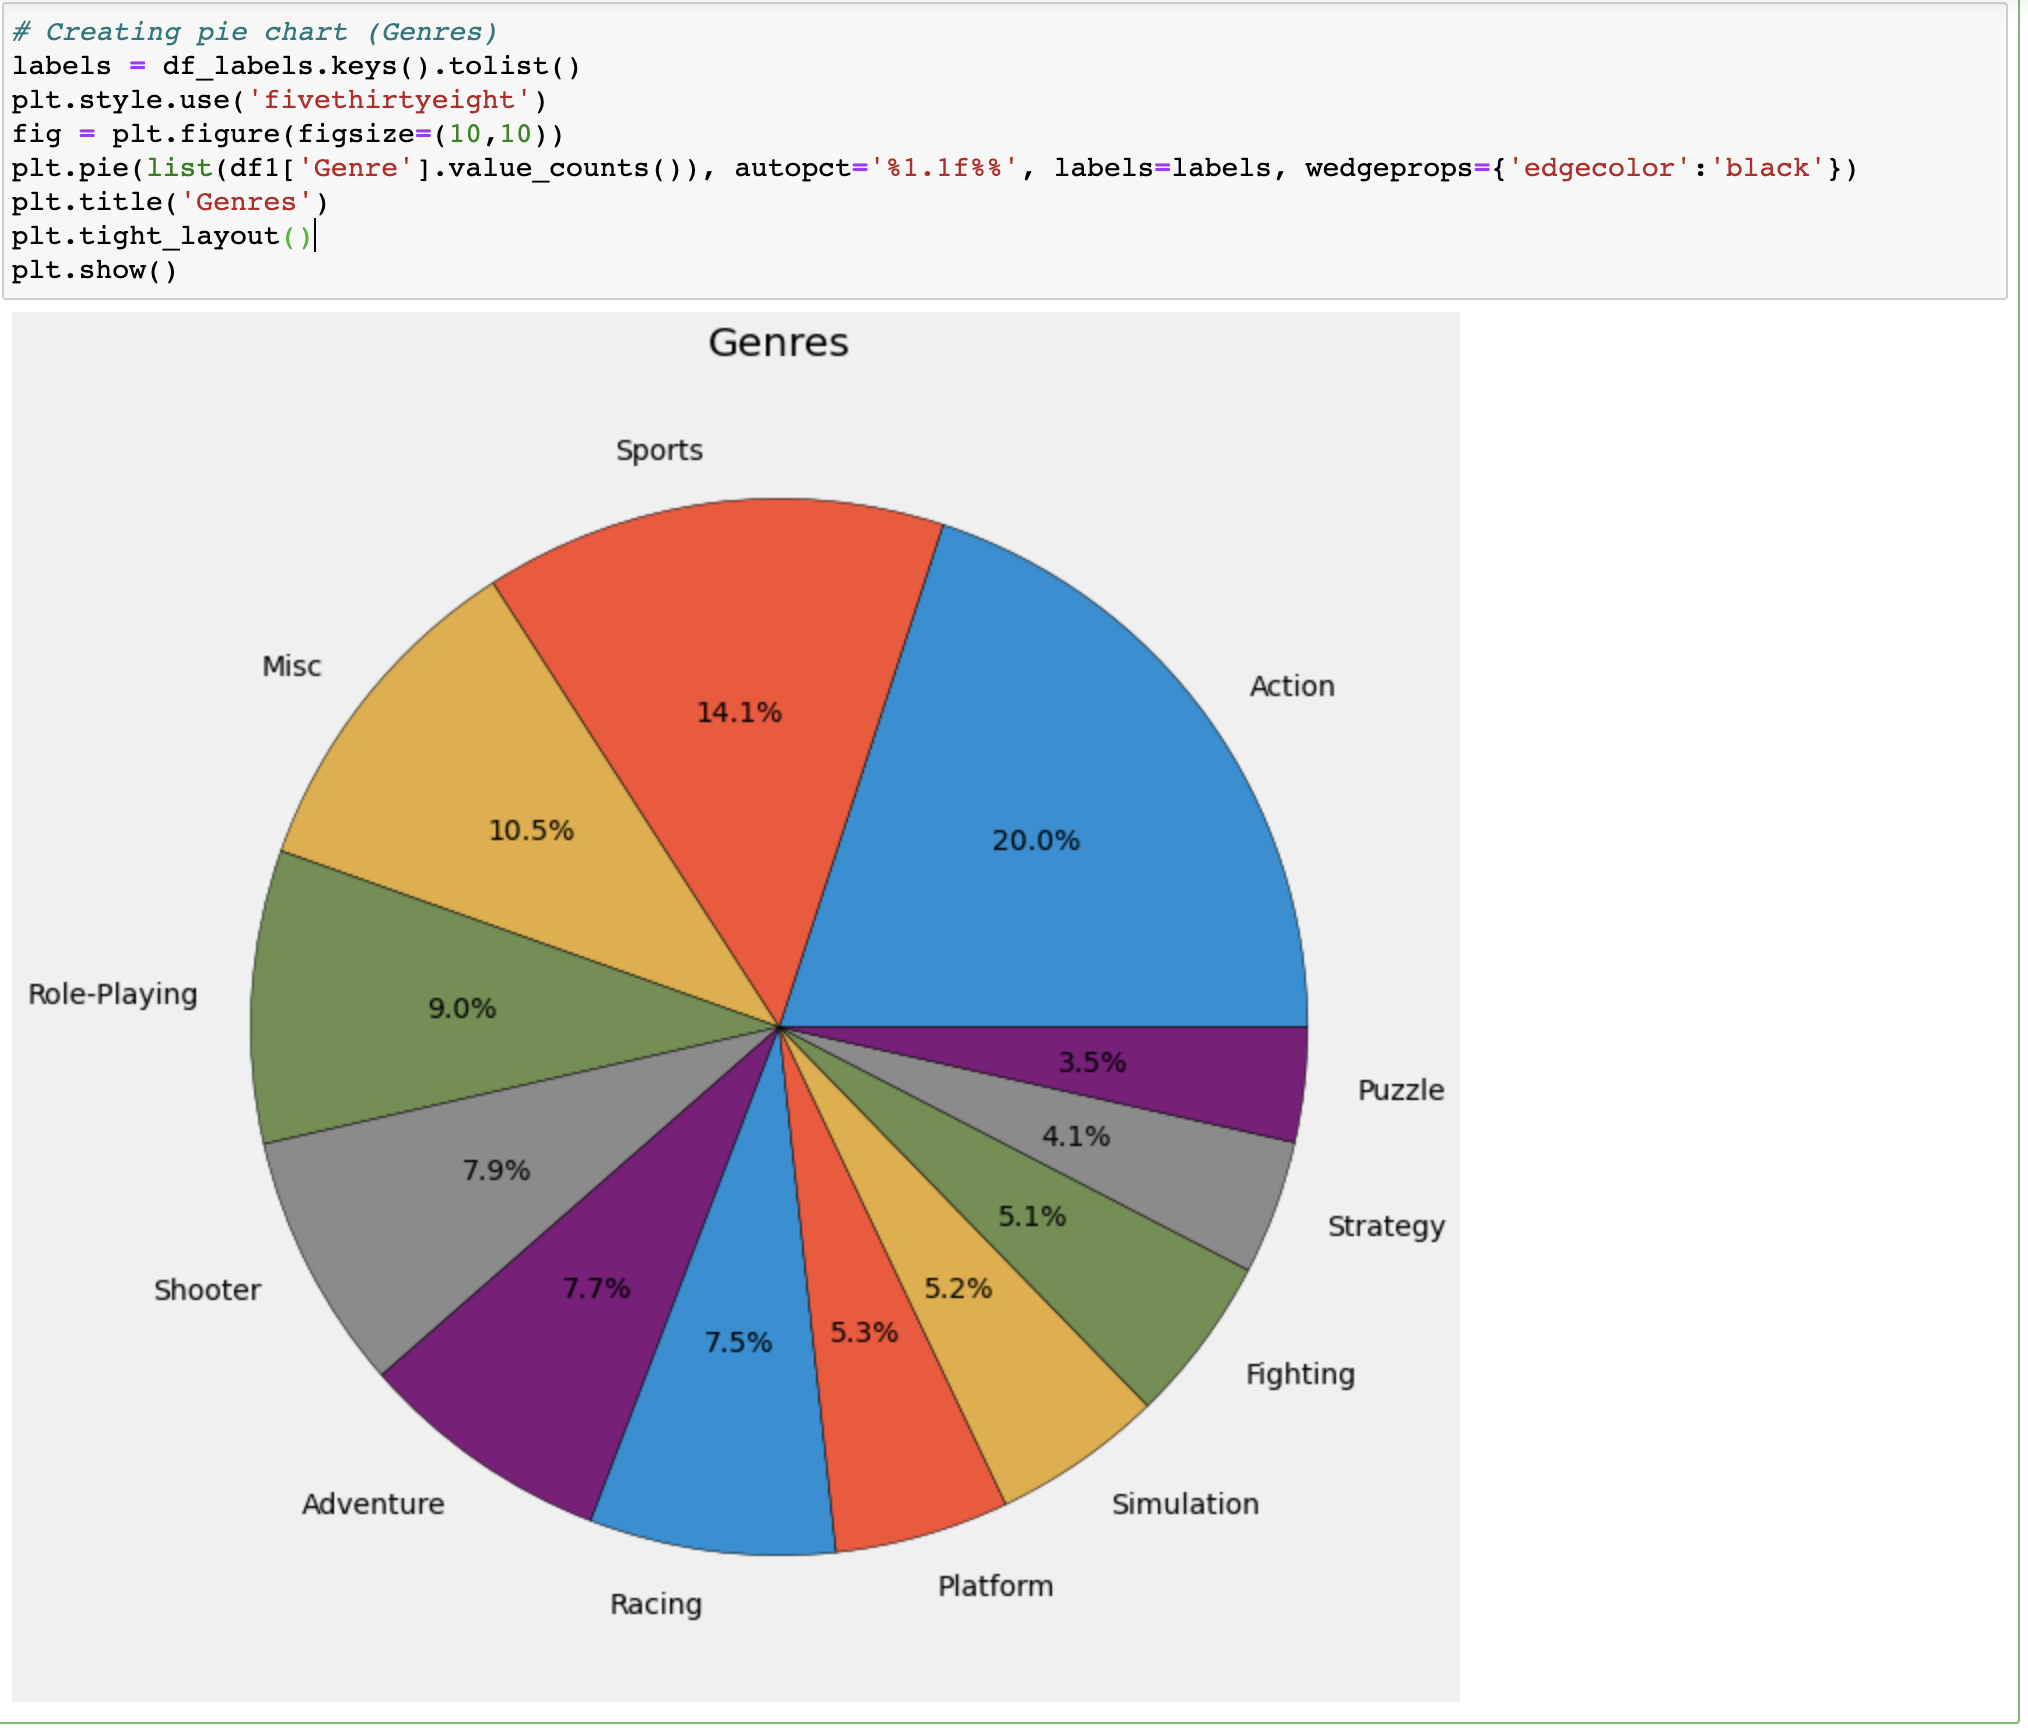 # Creating pie chart (Genres)
labels = df_labels.keys().tolist()
plt.style.use('fivethirtyeight')
fig = plt.figure(figsize=(10,10))
plt.pie(list(df1['Genre'].value_counts()), autopct='%1.1f%%', labels=labels, wedgeprops={'edgecolor':'black'})
plt.title('Genres')
plt.tight_layout()
plt.show()
Genres
Sports
Misc
Action
14.1%
10.5%
20.0%
Role-Playing
9.0%
3.5%
Puzzle
4.1%
7.9%
5.1%
Strategy
Shooter
7.7%
5.2%
5.3%
7.5%
Fighting
Adventure
Simulation
Platform
Racing